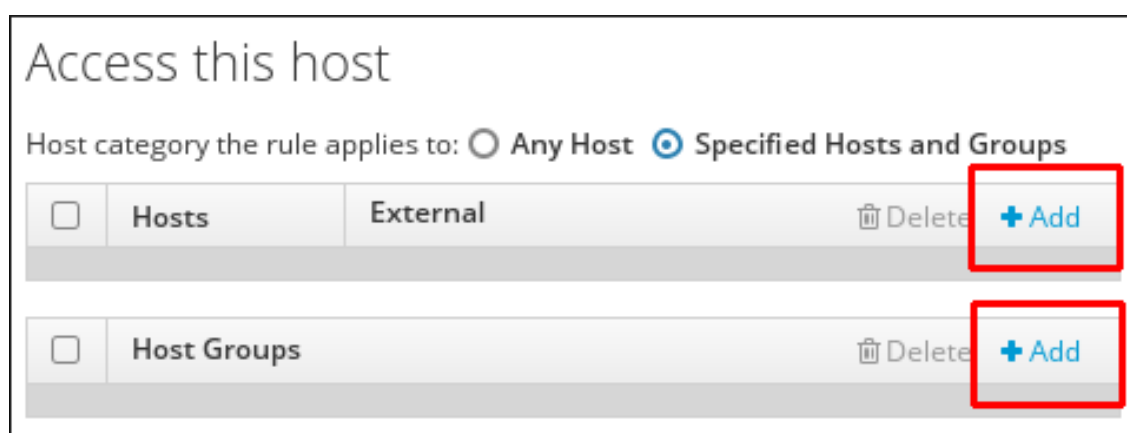 Access this host
Host category the rule applies to: Any Host Specified Hosts and Groups
Hosts External Delete Add
Host Groups Delete Add